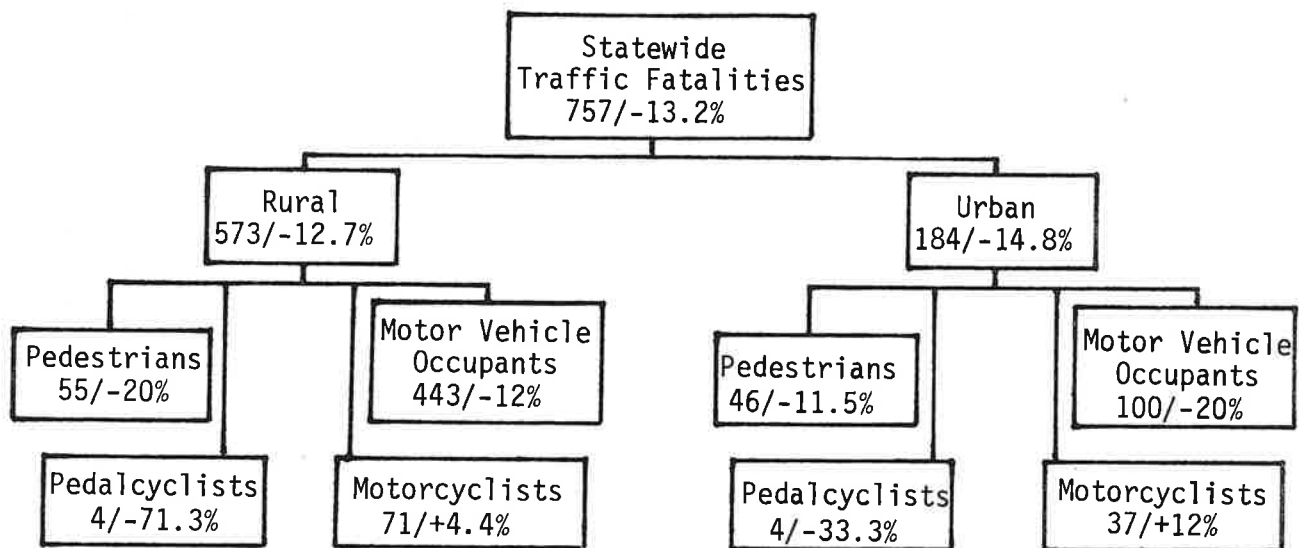 Statewide
Traffic Fatalities
757/-13.2%
Rural
573/-12.7%
Urban
184/-14.8%
Pedestrians
55/-20%
Motor Vehicle
Occupants
443/-12%
Pedestrians
46/-11.5%
Motor Vehicle
Occupants
100/-20%
Pedalcyclists
4/-71.3%
Motorcyclists
71/+4.4%
Pedalcyclists
4/-33.3%
Motorcyclists
37/+12%